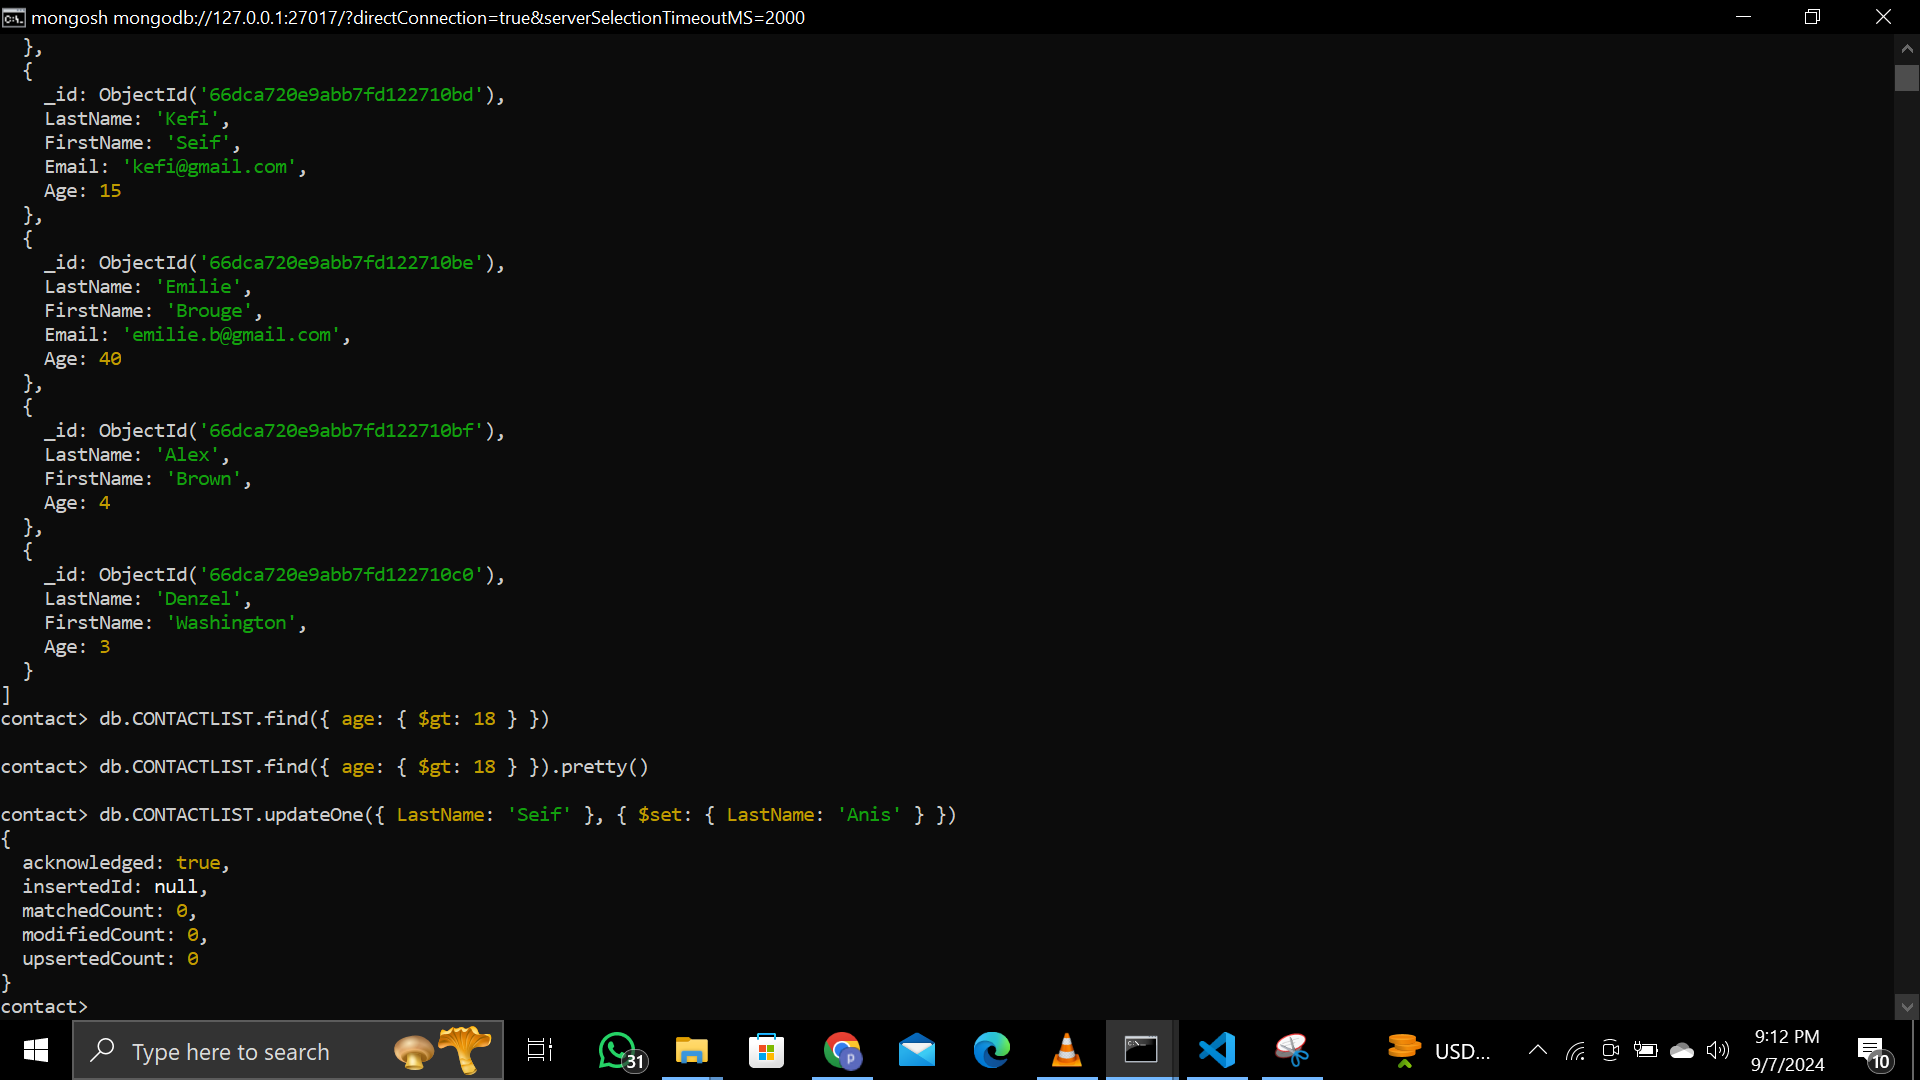 mongosh mongodb://127.0.0.1:27017/?directConnection=true&serverSelectionTimeoutMS=2000
  },
  {
    _id: ObjectId('66dca720e9abb7fd122710bd'),
    LastName: 'Kefi',
    FirstName: 'Seif',
    Email: 'kefi@gmail.com',
    Age: 15
  },
  {
    _id: ObjectId('66dca720e9abb7fd122710be'),
    LastName: 'Emilie',
    FirstName: 'Brouge',
    Email: 'emilie.b@gmail.com',
    Age: 40
  },
  {
    _id: ObjectId('66dca720e9abb7fd122710bf'),
    LastName: 'Alex',
    FirstName: 'Brown',
    Age: 4
  },
  {
    _id: ObjectId('66dca720e9abb7fd122710c0'),
    LastName: 'Denzel',
    FirstName: 'Washington',
    Age: 3
  }
]
contact> db.CONTACTLIST.find({ age: { $gt: 18 } })
contact> db.CONTACTLIST.find({ age: { $gt: 18 } }).pretty()
contact> db.CONTACTLIST.updateOne({ LastName: 'Seif' }, { $set: { LastName: 'Anis' } })
{
  acknowledged: true,
  insertedId: null,
  matchedCount: 0,
  modifiedCount: 0,
  upsertedCount: 0
}
contact>
Type here to search
31
p
USD...
9:12 PM
9/7/2024
10